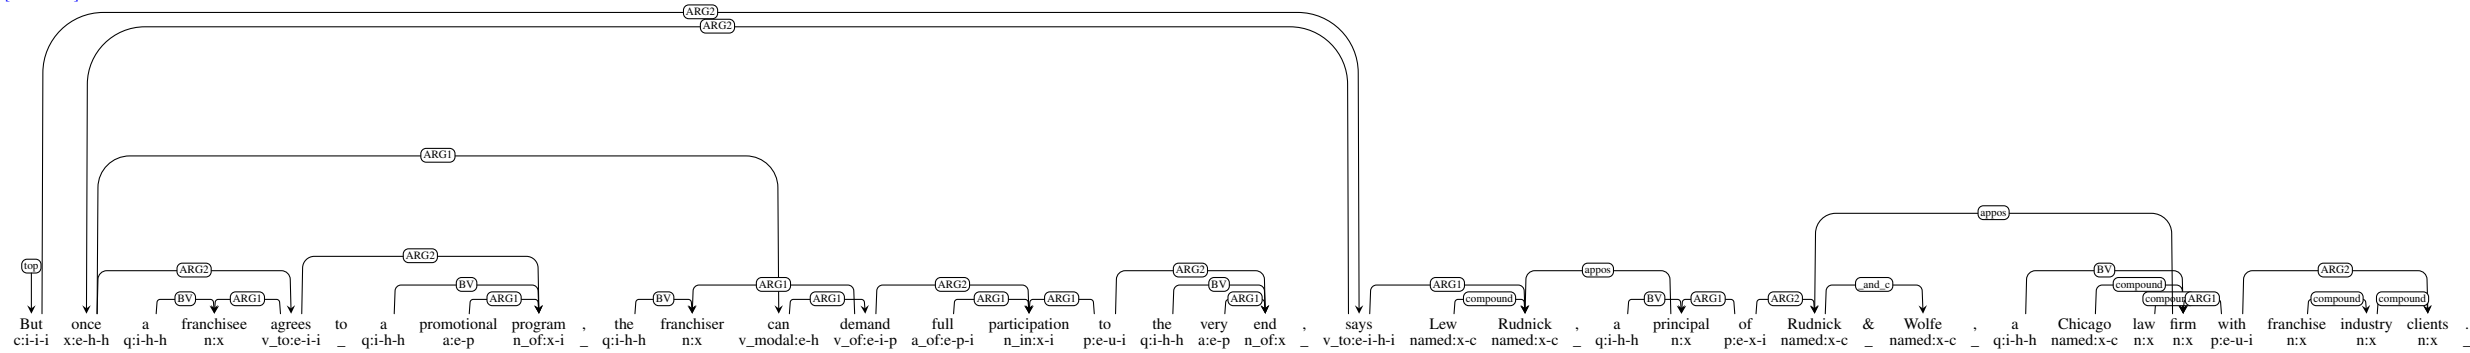 ARG2
ARG2
ARG1
appos
top ARG2 ARG2 BV ARG1 ARG2 ARG2 ARG1 appos _and_c BV compound ARG2
BV ARG1 ARG1 BV ARG1 ARG1 ARG1 BV ARG1 compound BV ARG1 ARG2 ARG1 compound compound
But once a franchisee agrees to a promotional program , the franchiser can demand full participation to the very end , says Lew Rudnick , a principal of Rudnick & Wolfe , a Chicago law firm with franchise industry clients .
c:i-i-i x:e-h-h q:i-h-h n:x v_to:e-i-i _ q:i-h-h a:e-p n_of:x-i _ q:i-h-h n:x v_modal:e-h v_of:e-i-p a_of:e-p-i n_in:x-i p:e-u-i q:i-h-h a:e-p n_of:x _ v_to:e-i-h-i named:x-c named:x-c _ q:i-h-h n:x p:e-x-i named:x-c _ named:x-c _ q:i-h-h named:x-c n:x n:x p:e-u-i n:x n:x n:x _